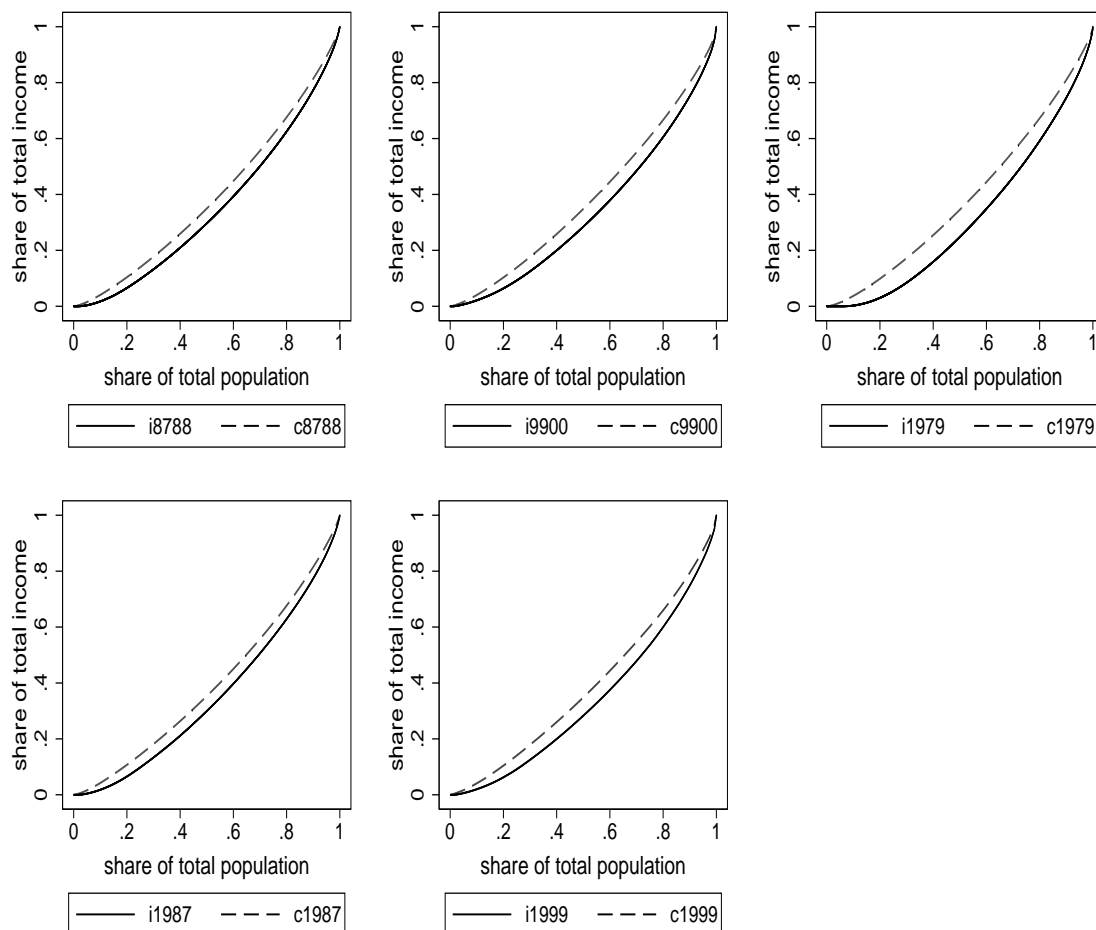 share of total income
0 .2 .4 .6 .8 1
0 .2 .4 .6 .8 1
share of total population
i8788 c8788
share of total income
0 .2 .4 .6 .8 1
0 .2 .4 .6 .8 1
share of total population
i9900 c9900
share of total income
0 .2 .4 .6 .8 1
0 .2 .4 .6 .8 1
share of total population
i1979 c1979
share of total income
0 .2 .4 .6 .8 1
0 .2 .4 .6 .8 1
share of total population
i1987 c1987
share of total income
0 .2 .4 .6 .8 1
0 .2 .4 .6 .8 1
share of total population
i1999 c1999